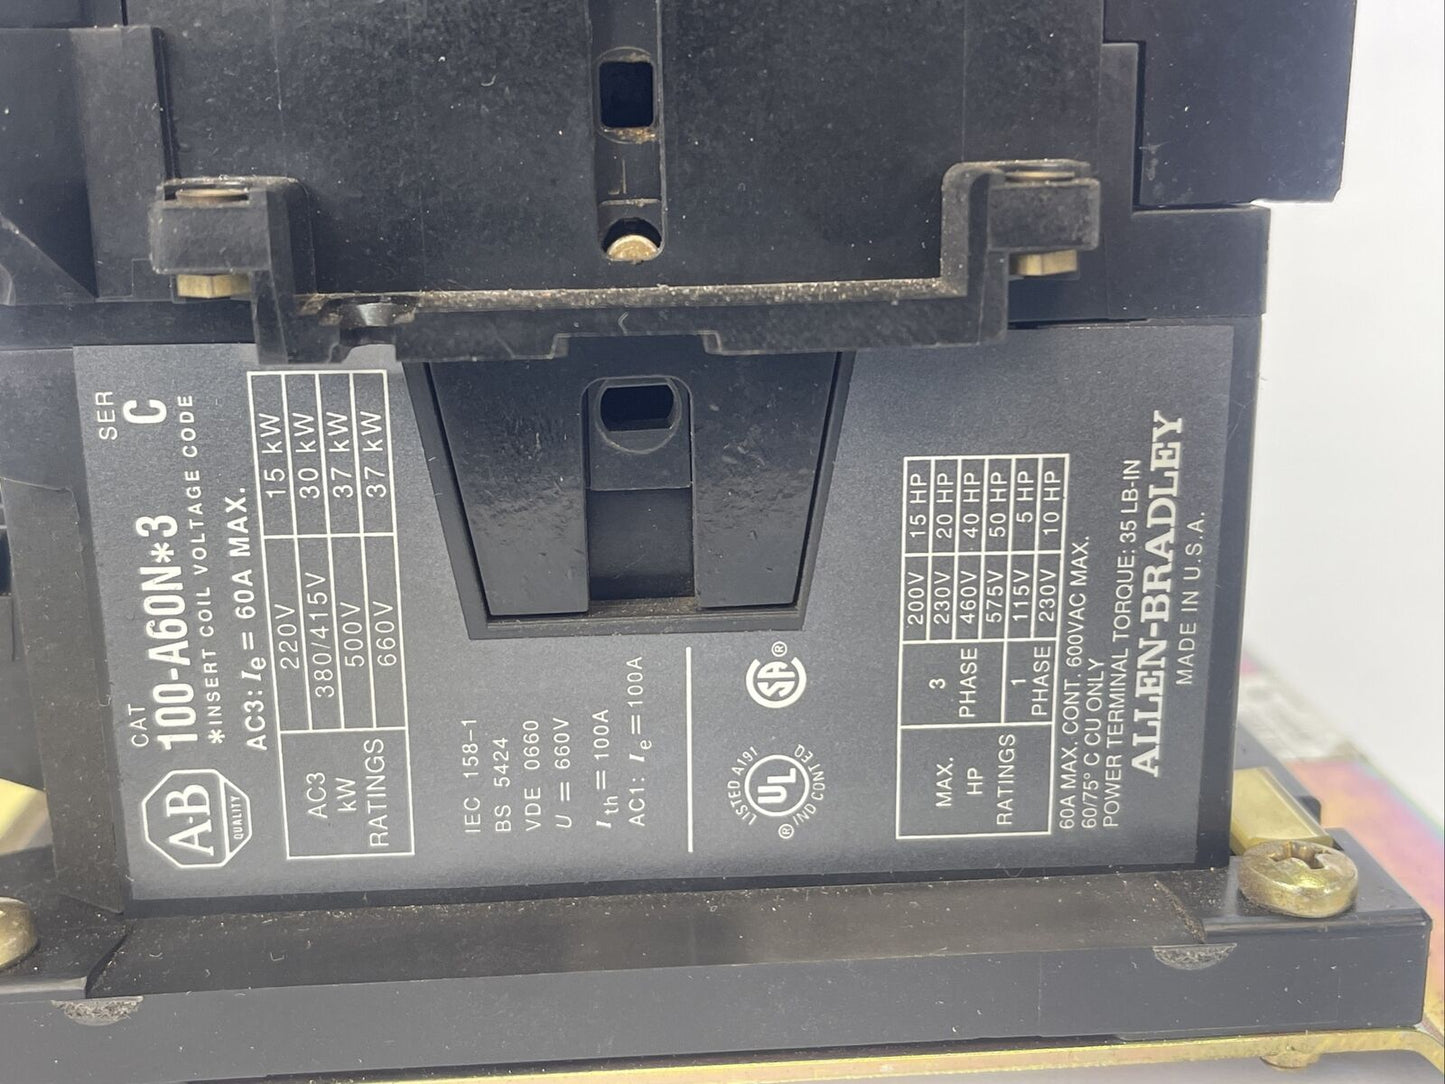 CAT SER
100-A60N*3 C
*INSERT COIL VOLTAGE CODE
A-B
QUALITY
AC3: Ie = 60A MAX.
AC3 kW RATINGS
220V 15 kW
380/415V 30 kW
500V 37 kW
660V 37 kW
IEC 158-1
BS 5424
VDE 0660
U = 660V
Ith = 100A
AC1: Ie = 100A
LISTED A191
UL ®
IND CONT EQ
SA ®
MAX. HP RATINGS
3 PHASE
200V 15 HP
230V 20 HP
460V 40 HP
575V 50 HP
1 PHASE
115V 5 HP
230V 10 HP
60A MAX. CONT. 600VAC MAX.
60/75° C CU ONLY
POWER TERMINAL TORQUE: 35 LB-IN
ALLEN-BRADLEY
MADE IN U.S.A.